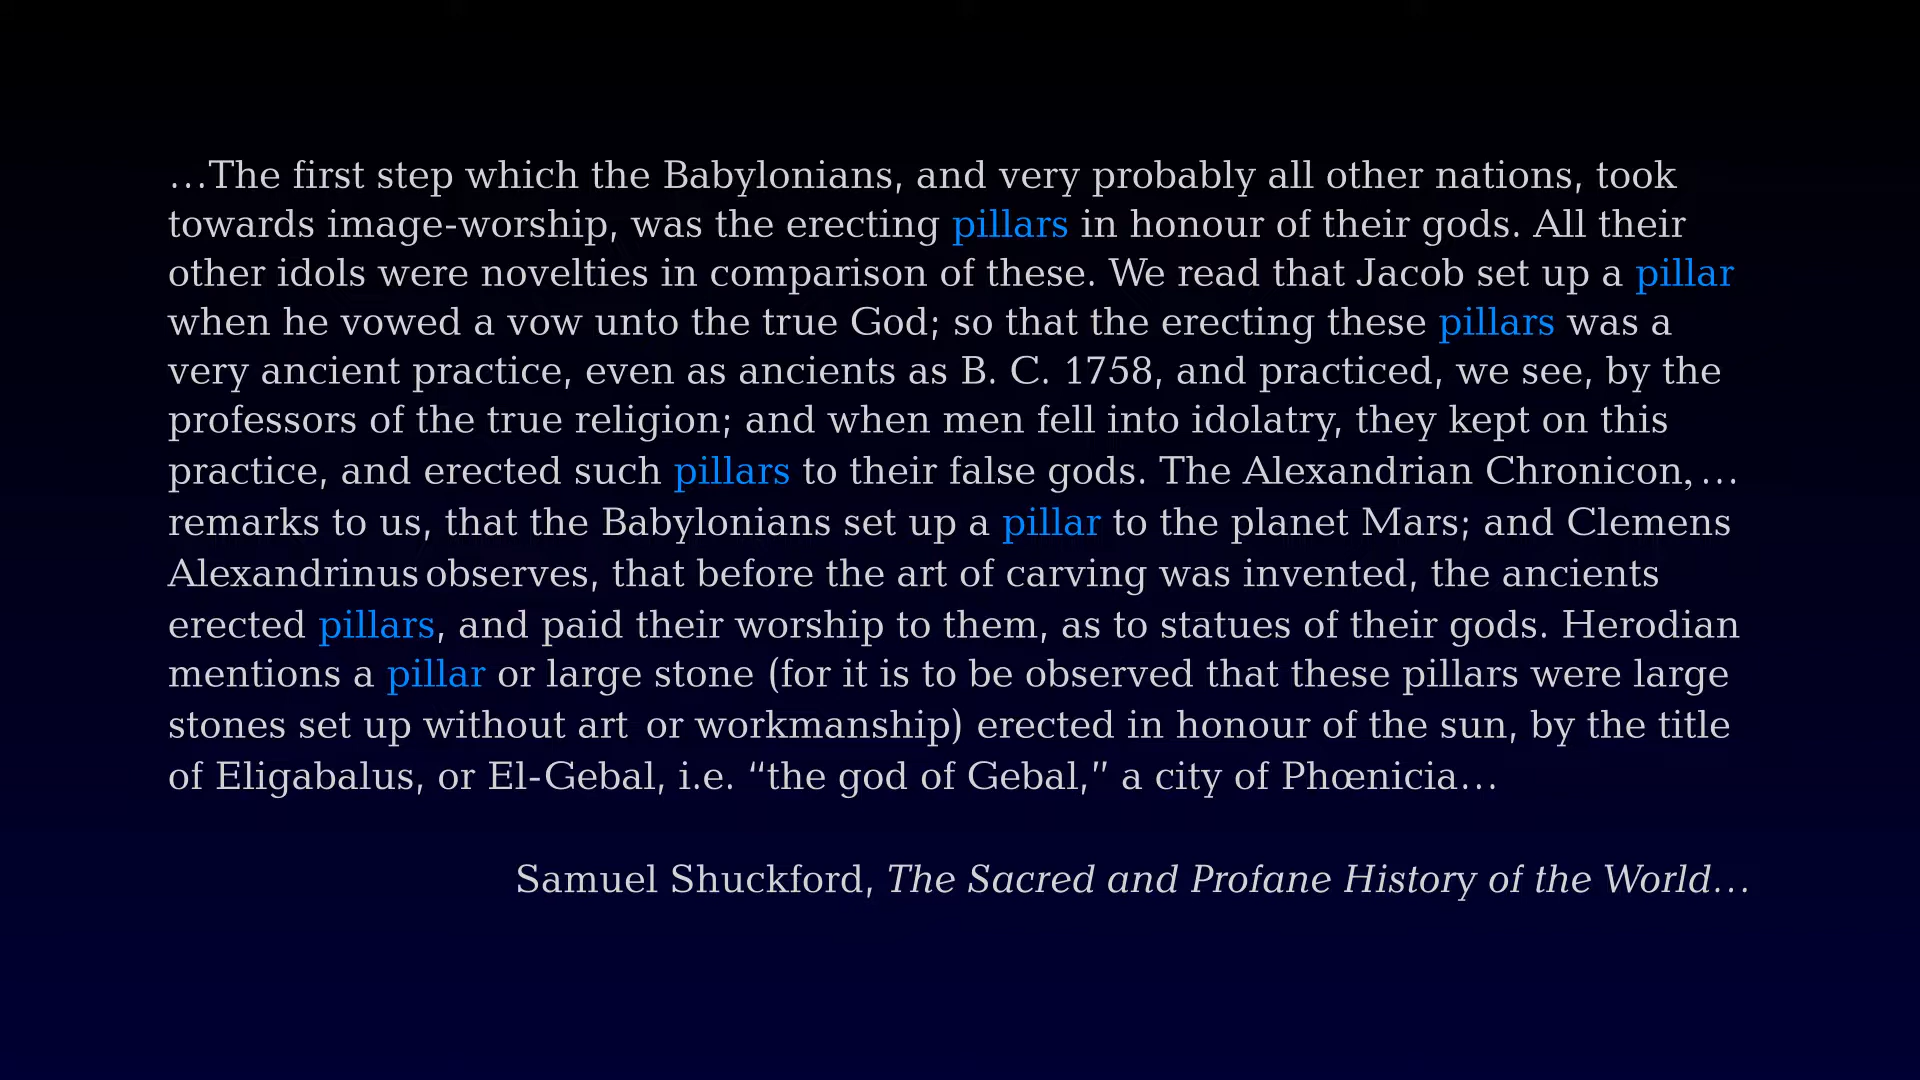 …The first step which the Babylonians, and very probably all other nations, took
towards image-worship, was the erecting pillars in honour of their gods. All their
other idols were novelties in comparison of these. We read that Jacob set up a pillar
when he vowed a vow unto the true God; so that the erecting these pillars was a
very ancient practice, even as ancients as B. C. 1758, and practiced, we see, by the
professors of the true religion; and when men fell into idolatry, they kept on this
practice, and erected such pillars to their false gods. The Alexandrian Chronicon, …
remarks to us, that the Babylonians set up a pillar to the planet Mars; and Clemens
Alexandrinus observes, that before the art of carving was invented, the ancients
erected pillars, and paid their worship to them, as to statues of their gods. Herodian
mentions a pillar or large stone (for it is to be observed that these pillars were large
stones set up without art or workmanship) erected in honour of the sun, by the title
of Eligabalus, or El-Gebal, i.e. “the god of Gebal,” a city of Phœnicia…
Samuel Shuckford, The Sacred and Profane History of the World…